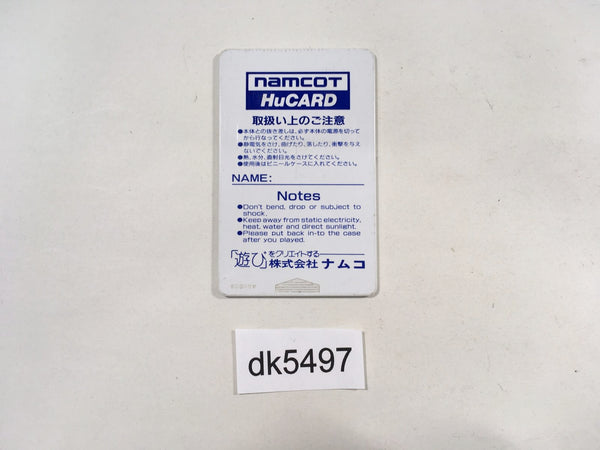 namcoT
HuCARD
取扱い上のご注意
●本体との抜き差しは、必ず本体の電源を切って
から行なってください。
●静電気をさけ、曲げたり、落したり、衝撃を与え
ないでください。
●熱、水分、直射日光をさけてください。
●使用後はビニールケースに入れてください。
NAME:
Notes
●Don't bend, drop or subject to
shock.
●Keep away from static electricity,
heat, water and direct sunlight.
●Please put back in-to the case
after you played.
「遊び」をクリエイトする
株式会社 ナムコ
dk5497